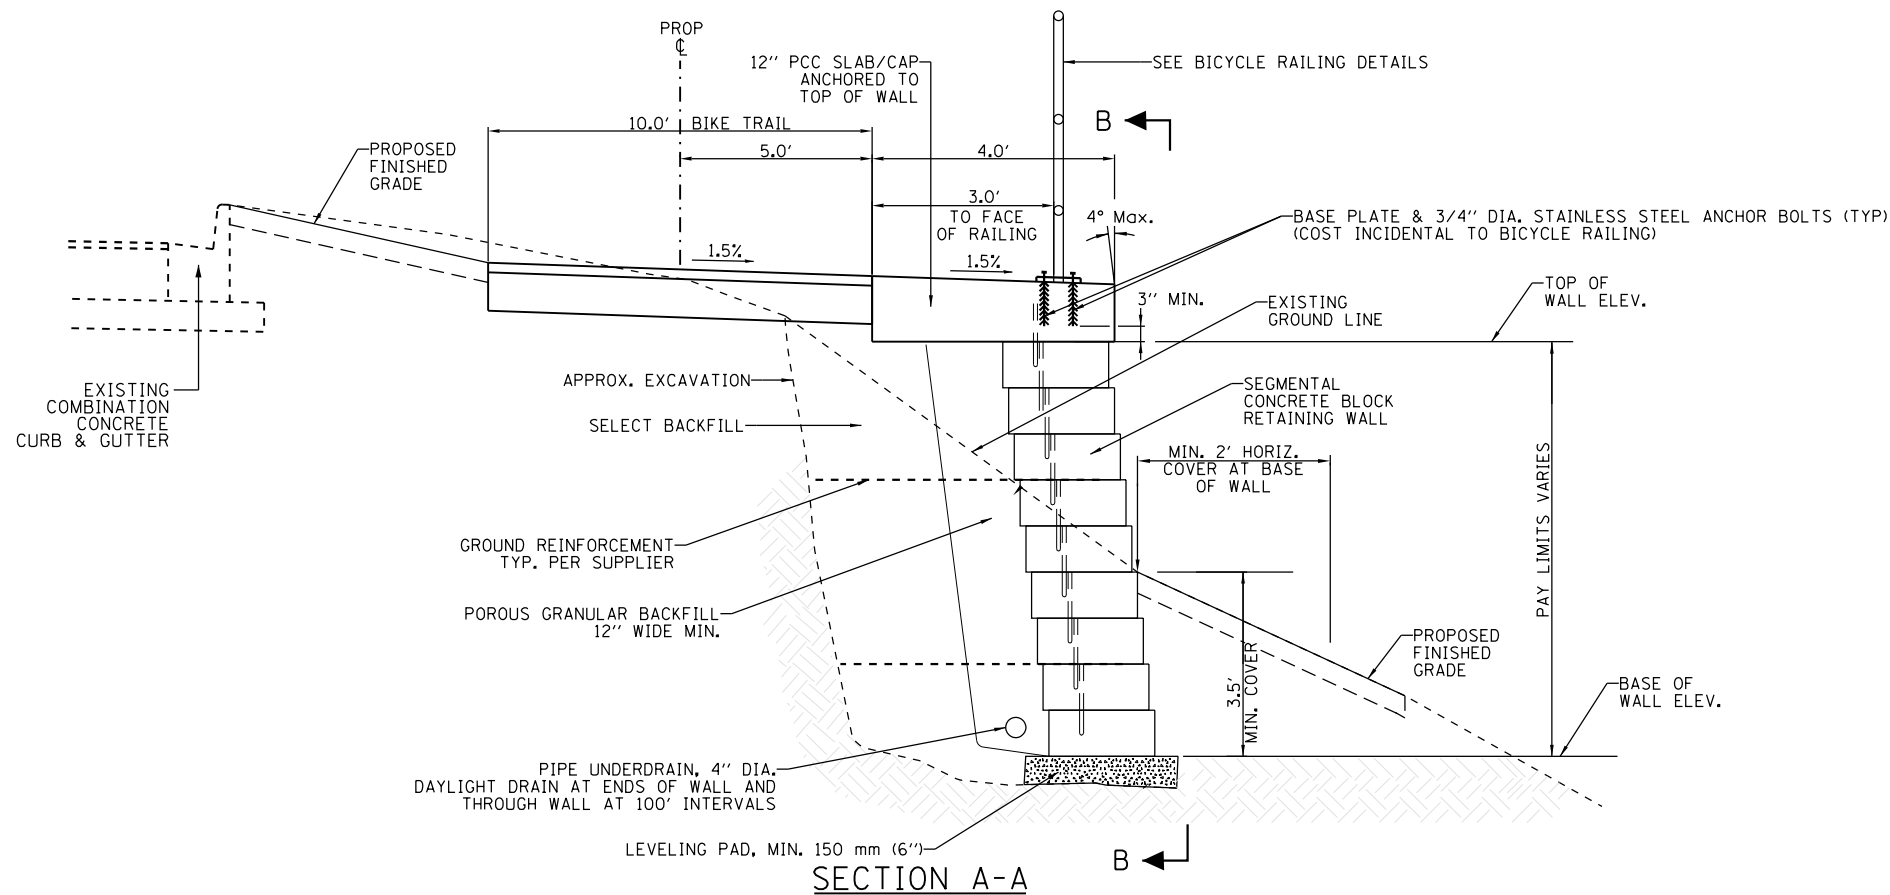 PROP
℄
12'' PCC SLAB/CAP
ANCHORED TO
TOP OF WALL
SEE BICYCLE RAILING DETAILS
B
10.0' BIKE TRAIL
5.0'
4.0'
PROPOSED
FINISHED
GRADE
3.0'
TO FACE
OF RAILING
4° Max.
BASE PLATE & 3/4'' DIA. STAINLESS STEEL ANCHOR BOLTS (TYP)
(COST INCIDENTAL TO BICYCLE RAILING)
1.5%
1.5%
3'' MIN.
EXISTING
GROUND LINE
TOP OF
WALL ELEV.
EXISTING
COMBINATION
CONCRETE
CURB & GUTTER
APPROX. EXCAVATION
SELECT BACKFILL
SEGMENTAL
CONCRETE BLOCK
RETAINING WALL
MIN. 2' HORIZ.
COVER AT BASE
OF WALL
PAY LIMITS VARIES
GROUND REINFORCEMENT
TYP. PER SUPPLIER
POROUS GRANULAR BACKFILL
12'' WIDE MIN.
3.5'
MIN. COVER
PROPOSED
FINISHED
GRADE
BASE OF
WALL ELEV.
PIPE UNDERDRAIN, 4'' DIA.
DAYLIGHT DRAIN AT ENDS OF WALL AND
THROUGH WALL AT 100' INTERVALS
LEVELING PAD, MIN. 150 mm (6'')
B
SECTION A-A